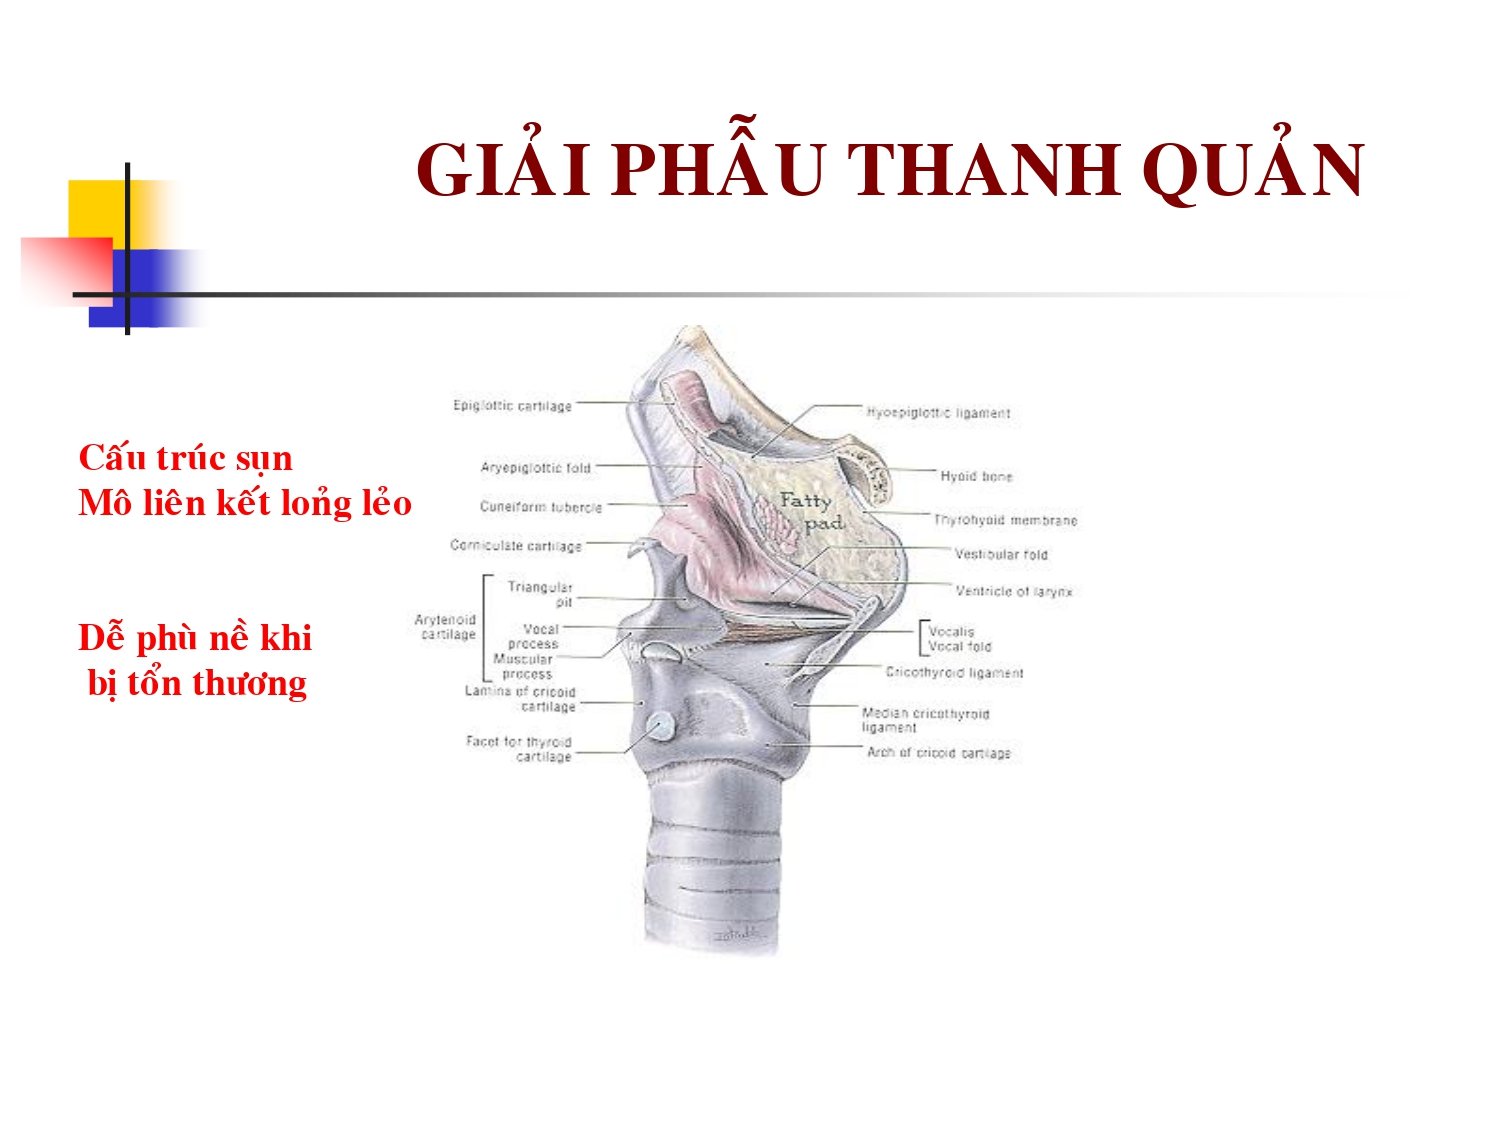 GIẢI PHẪU THANH QUẢN
Cấu trúc sụn
Mô liên kết lỏng lẻo
Dễ phù nề khi
bị tổn thương
Epiglottic cartilage
Aryepiglottic fold
Cuneiform tubercle
Corniculate cartilage
Triangular
pit
Arytenoid
cartilage
Vocal
process
Muscular
process
Lamina of cricoid
cartilage
Facet for thyroid
cartilage
Fatty
pad
Hyoepiglottic ligament
Hyoid bone
Thyrohyoid membrane
Vestibular fold
Ventricle of larynx
Vocalis
Vocal fold
Cricothyroid ligament
Median cricothyroid
ligament
Arch of cricoid cartilage